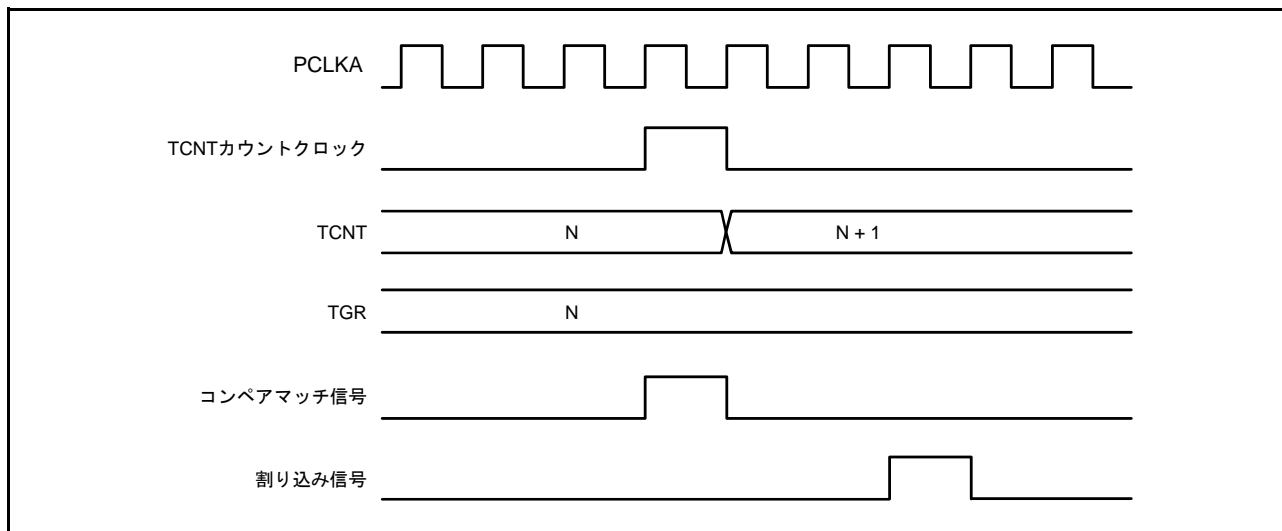 PCLKA
TCNTカウントクロック
TCNT
N
N + 1
TGR
N
コンペアマッチ信号
割り込み信号